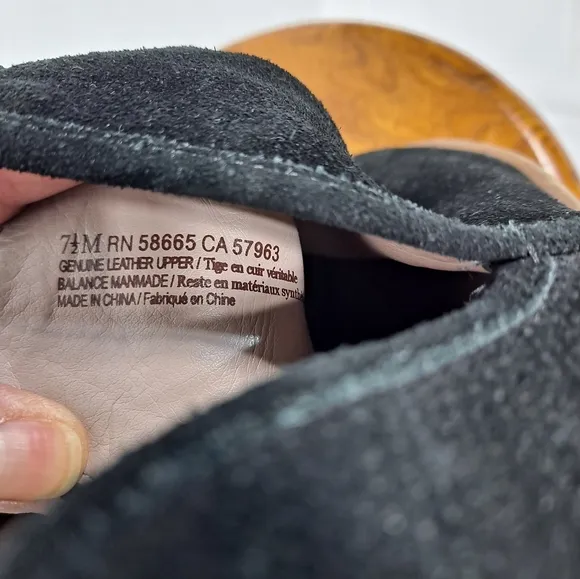 7½M RN 58665 CA 57963
GENUINE LEATHER UPPER / Tige en cuir véritable
BALANCE MANMADE / Reste en matériaux
MADE IN CHINA / Fabriqué en Chine